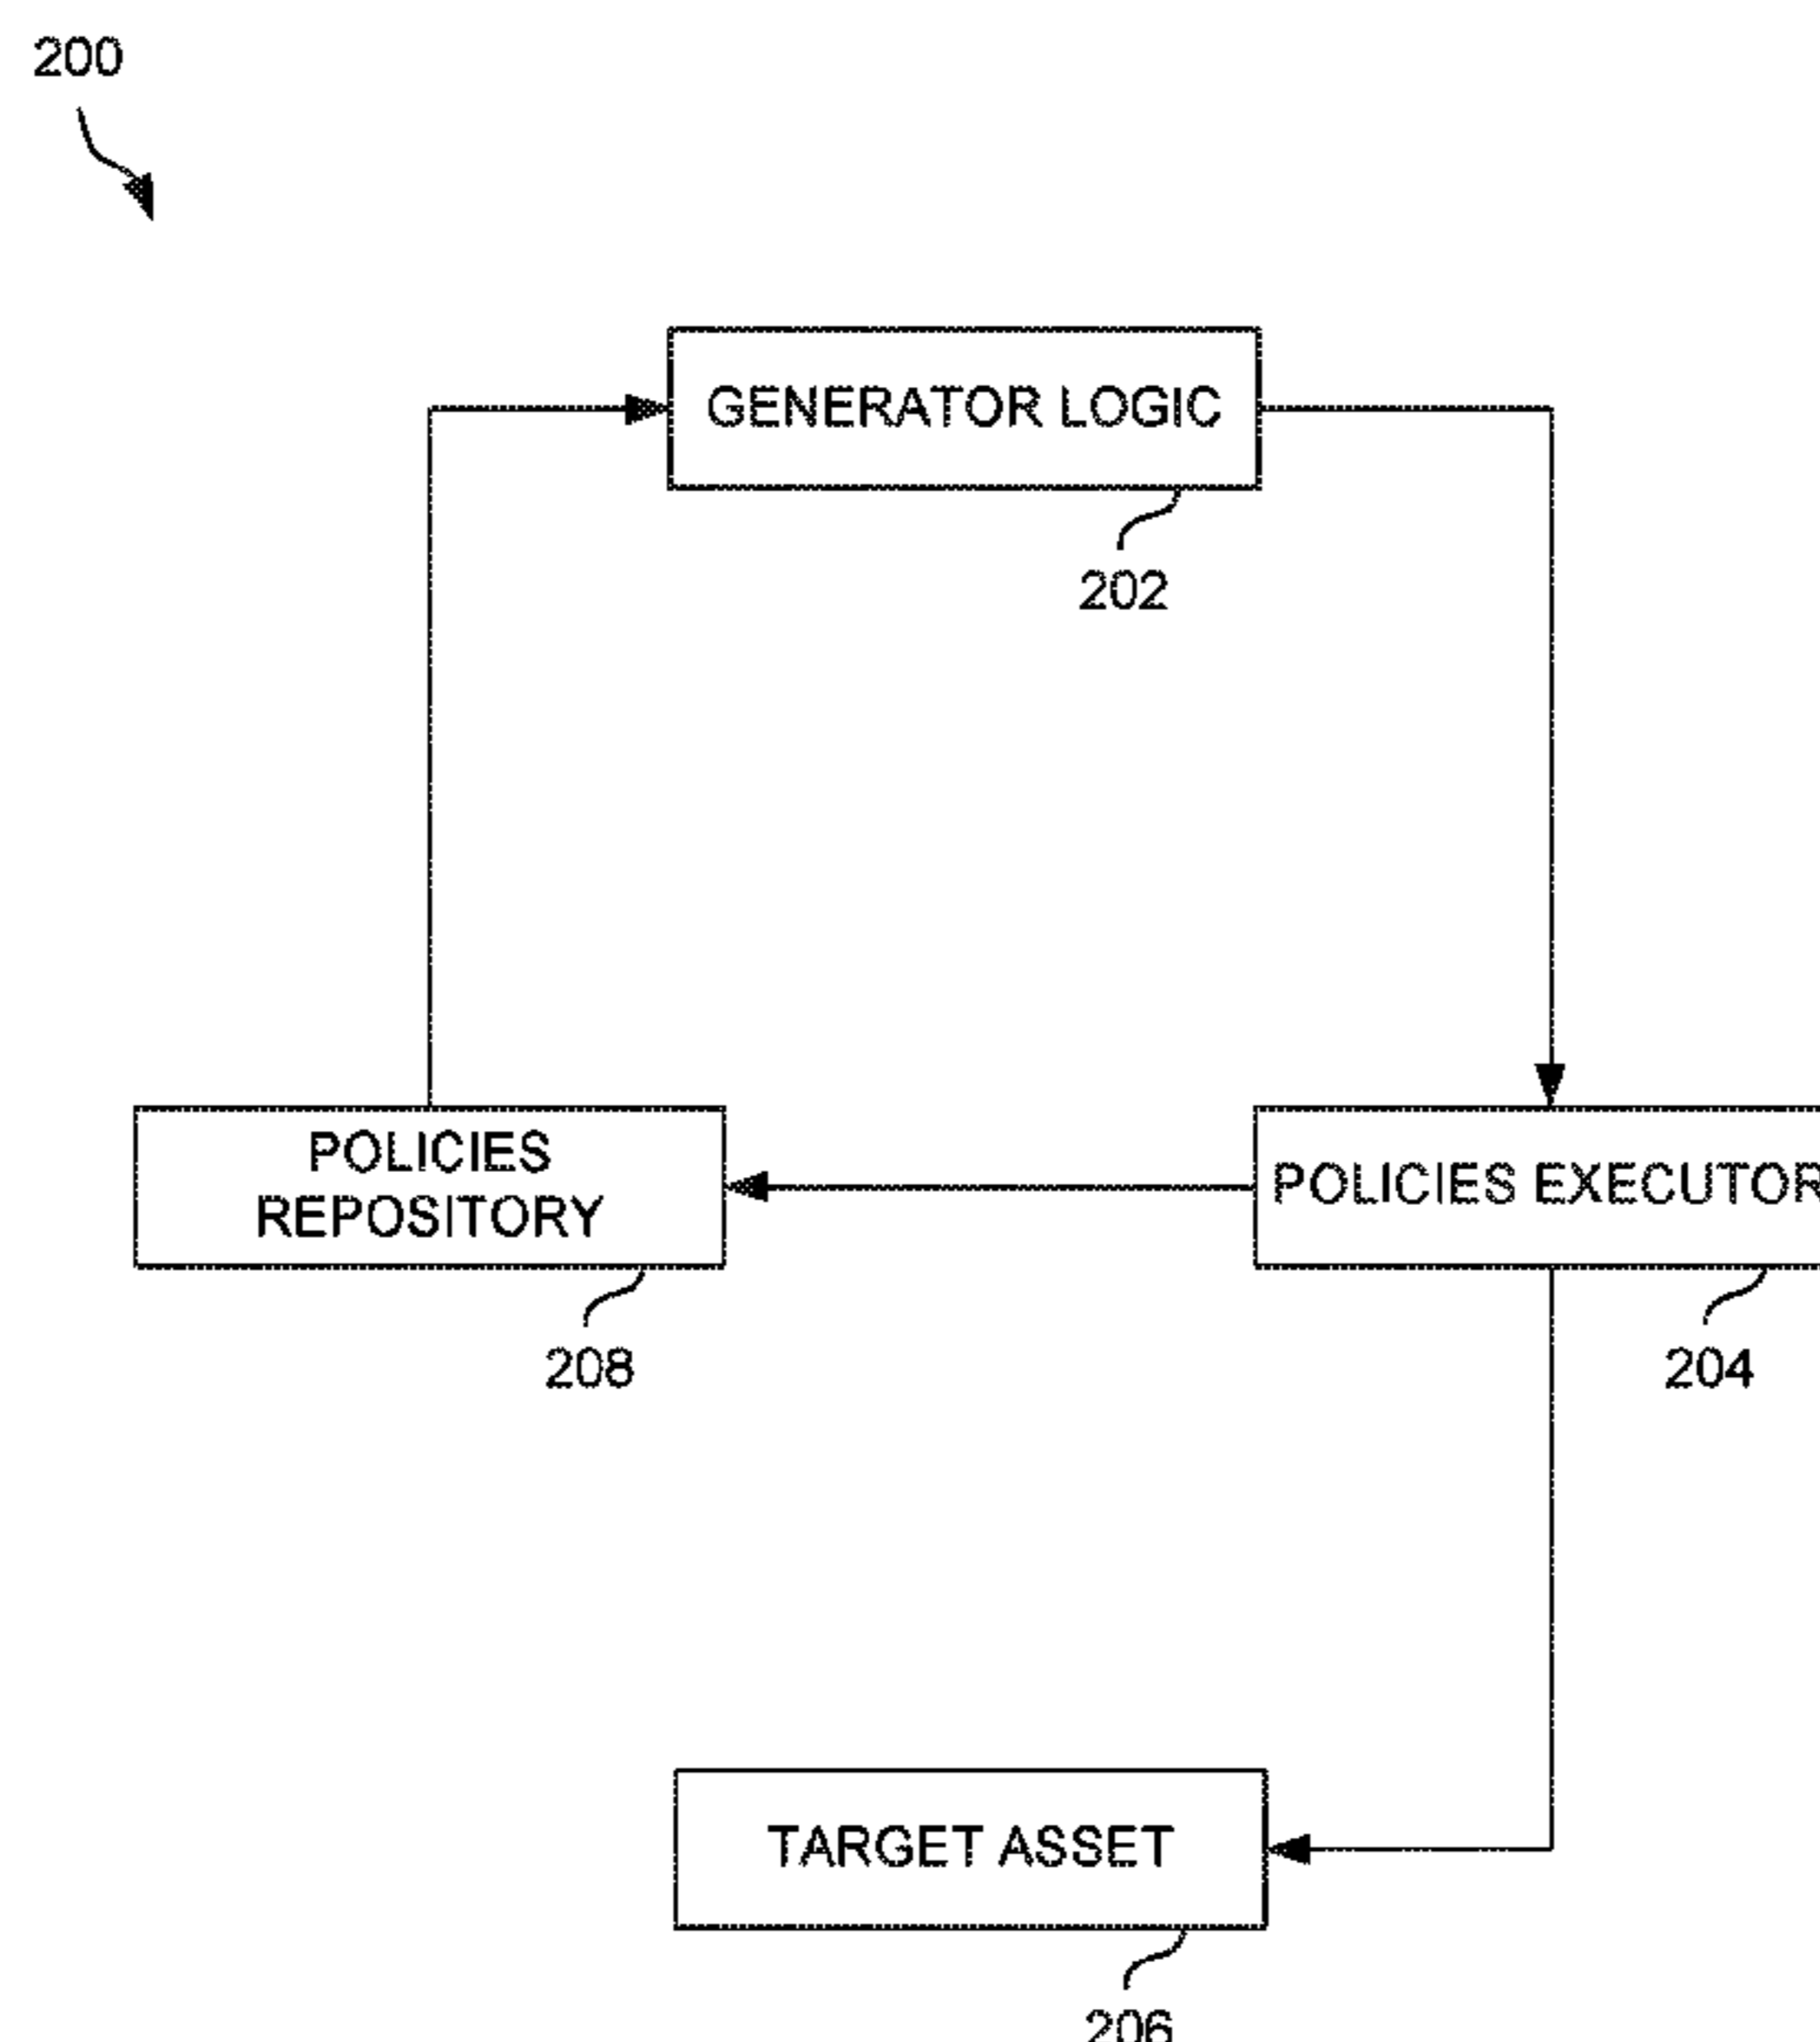 200
GENERATOR LOGIC
202
POLICIES
REPOSITORY
POLICIES EXECUTOR
208
204
TARGET ASSET
206